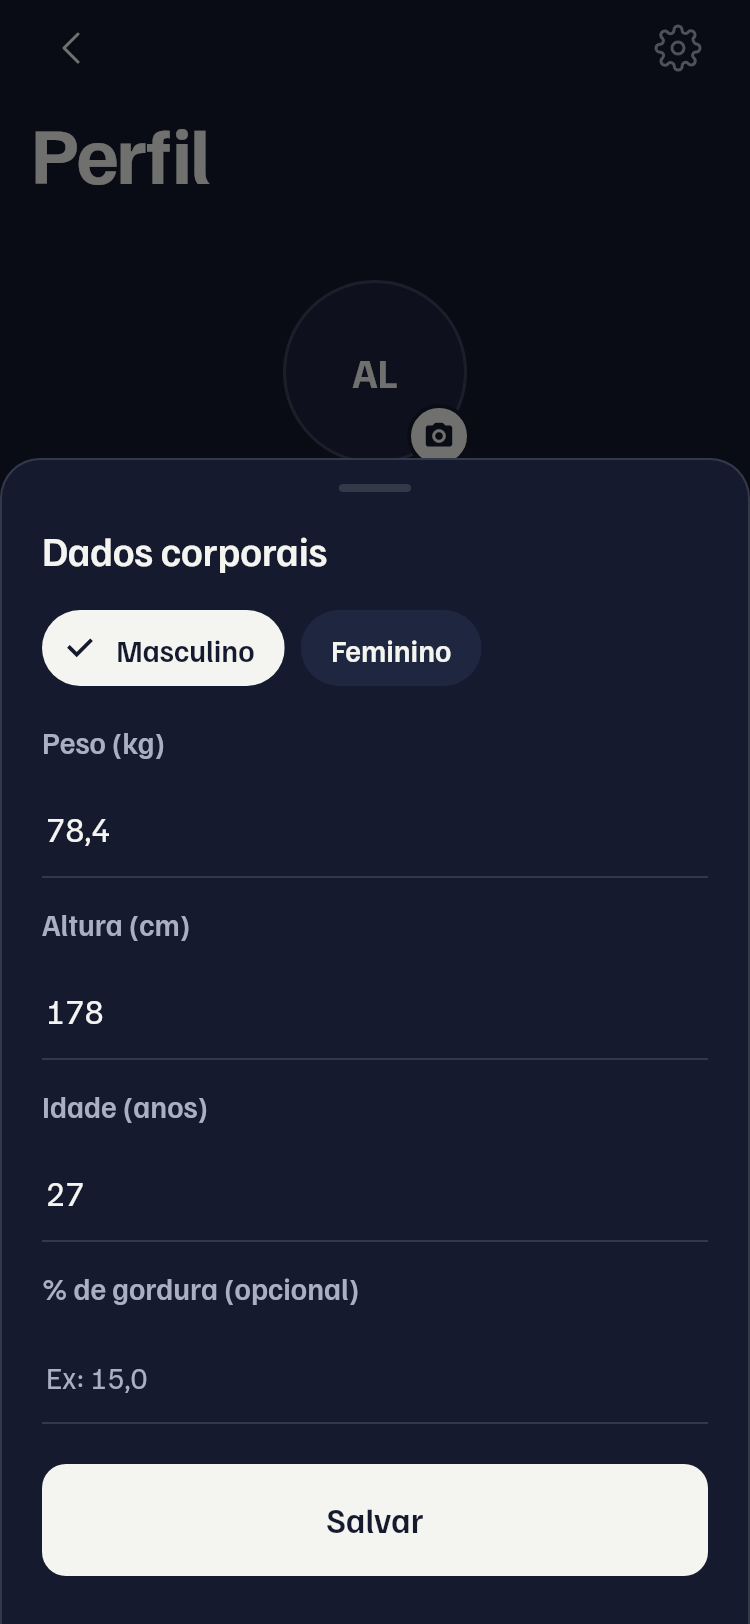 Perfil
AL
Dados corporais
Masculino
Feminino
Peso (kg)
78,4
Altura (cm)
178
Idade (anos)
27
% de gordura (opcional)
Ex: 15,0
Salvar